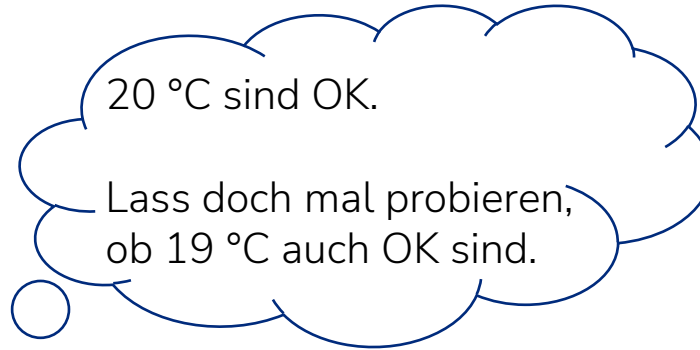 20 °C sind OK.
Lass doch mal probieren,
ob 19 °C auch OK sind.